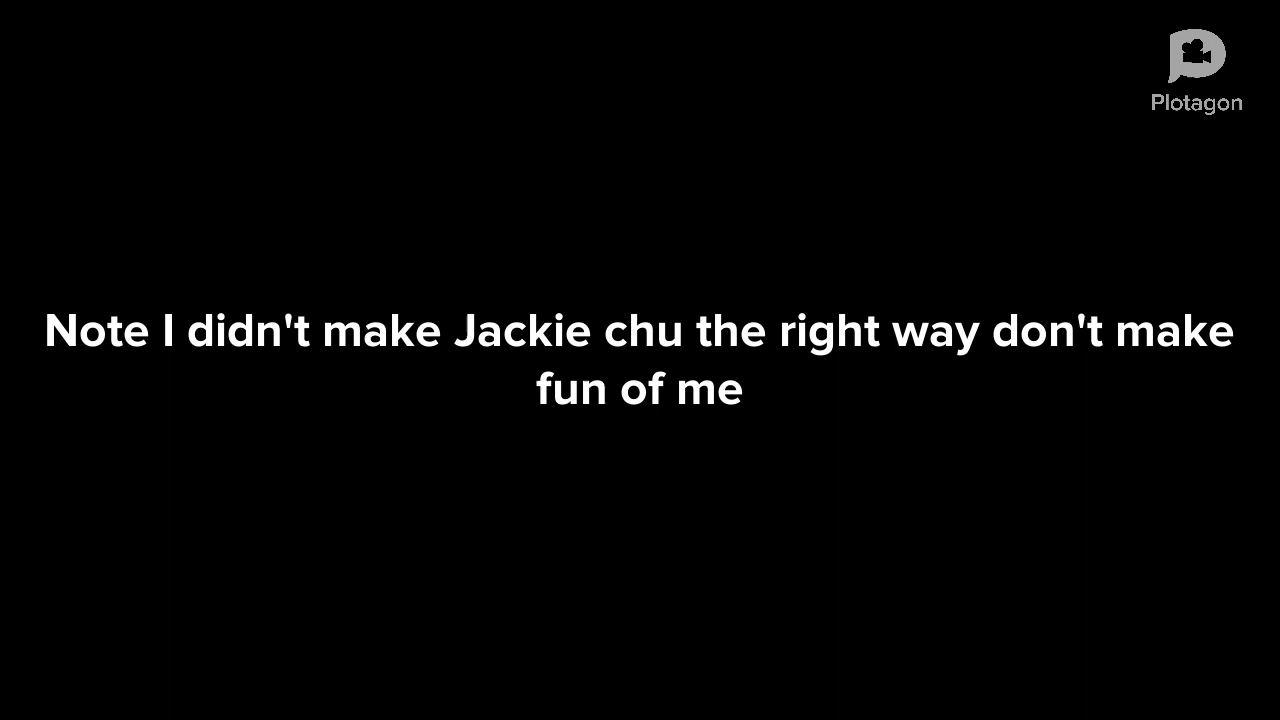 Plotagon
Note I didn't make Jackie chu the right way don't make
fun of me